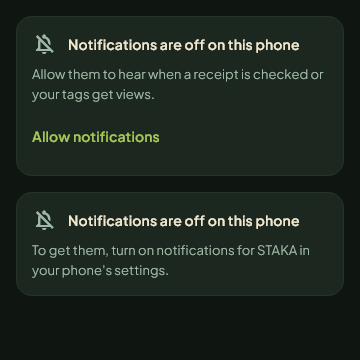 Notifications are off on this phone
Allow them to hear when a receipt is checked or
your tags get views.
Allow notifications
Notifications are off on this phone
To get them, turn on notifications for STAKA in
your phone's settings.